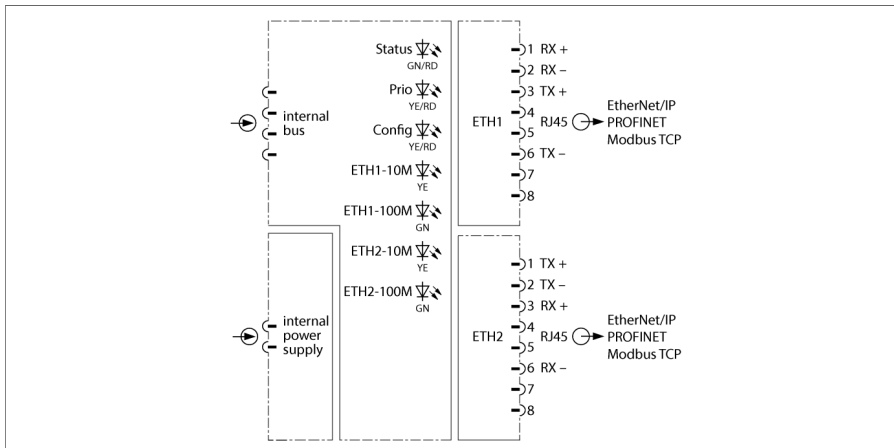 Status
GN/RD
Prio
YE/RD
Config
YE/RD
ETH1-10M
YE
ETH1-100M
GN
ETH2-10M
YE
ETH2-100M
GN
internal
bus
internal
power
supply
ETH1
1 RX +
2 RX –
3 TX +
4
5
6 TX –
7
8
RJ45
EtherNet/IP
PROFINET
Modbus TCP
ETH2
1 TX +
2 TX –
3 RX +
4
5
6 RX –
7
8
RJ45
EtherNet/IP
PROFINET
Modbus TCP